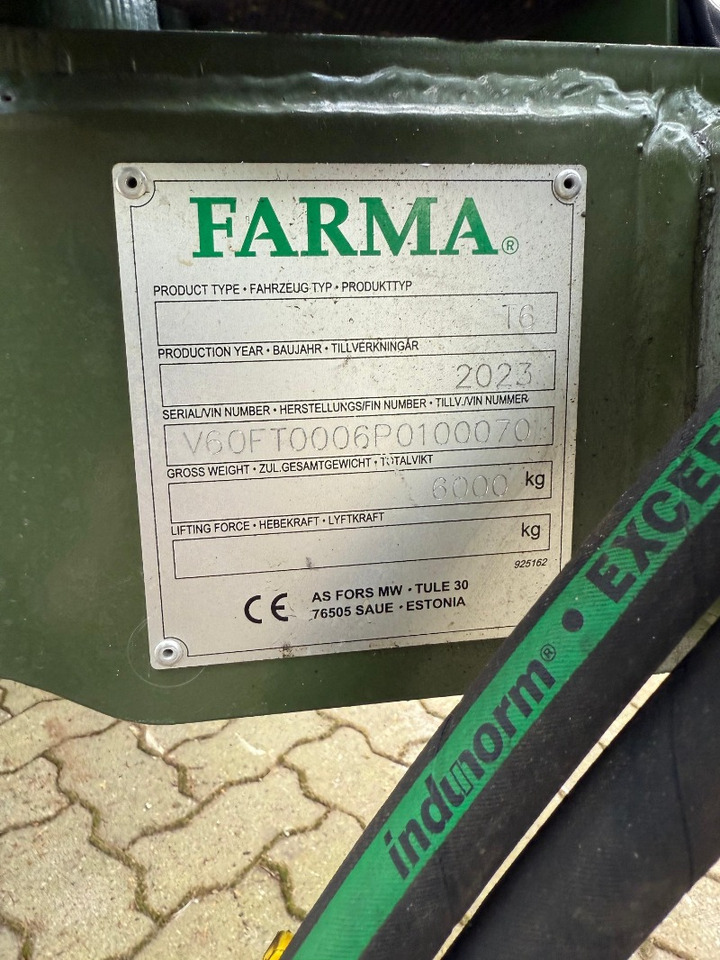 FARMA®
PRODUCT TYPE • FAHRZEUG TYP • PRODUKTTYP
T6
PRODUCTION YEAR • BAUJAHR • TILLVERKNINGÅR
2023
SERIAL/VIN NUMBER • HERSTELLUNGS/FIN NUMBER • TILLV./VIN NUMMER
V60FT0006P0100070
GROSS WEIGHT • ZUL.GESAMTGEWICHT • TOTALVIKT
6000 kg
LIFTING FORCE • HEBEKRAFT • LYFTKRAFT
kg
925162
CE AS FORS MW • TULE 30
76505 SAUE • ESTONIA
indunorm® • EXCEE